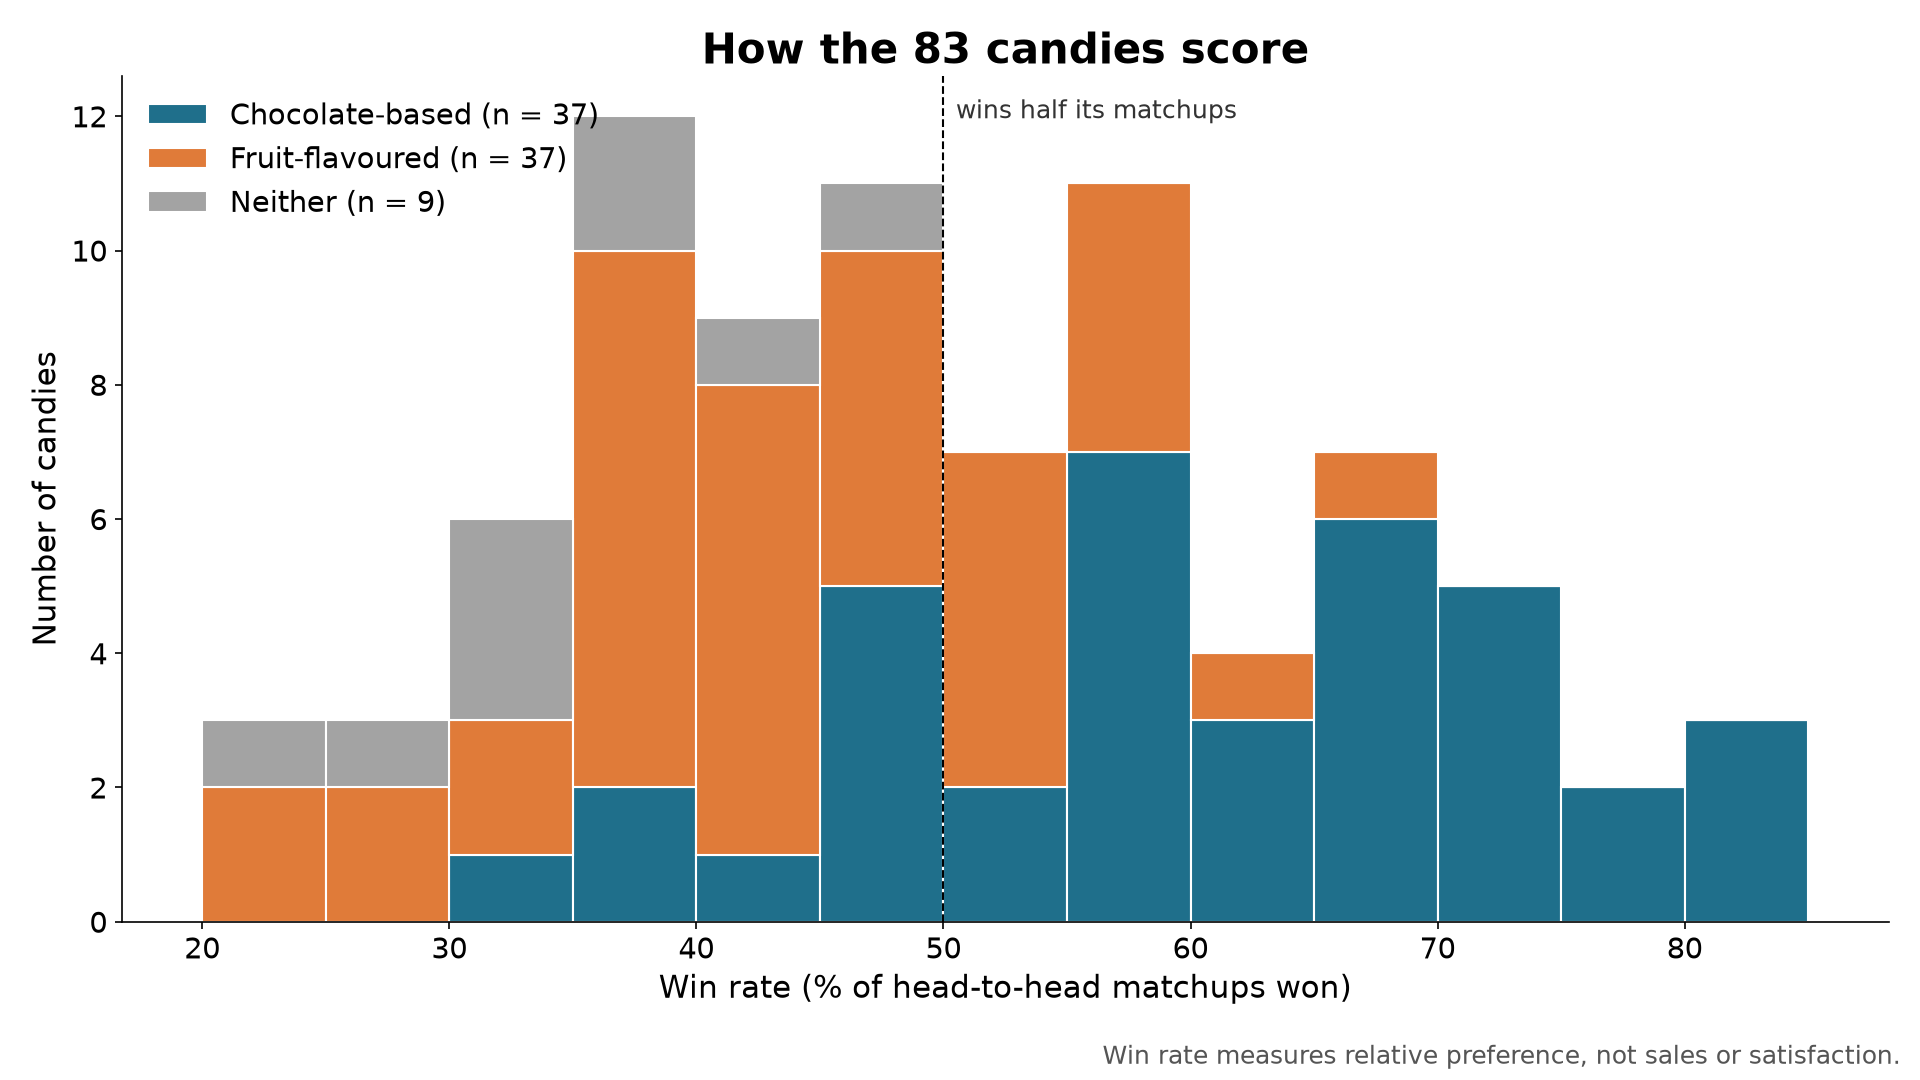 How the 83 candies score
Chocolate-based (n = 37)
Fruit-flavoured (n = 37)
Neither (n = 9)
wins half its matchups
Number of candies
12
10
8
6
4
2
0
20 30 40 50 60 70 80
Win rate (% of head-to-head matchups won)
Win rate measures relative preference, not sales or satisfaction.